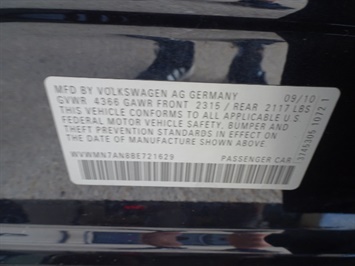 MFD BY VOLKSWAGEN AG GERMANY 09/10
GVWR 4366 GAWR FRONT 2315 / REAR 2117 LBS
THIS VEHICLE CONFORMS TO ALL APPLICABLE U.S.
FEDERAL MOTOR VEHICLE SAFETY, BUMPER AND
THEFT PREVENTION STANDARDS IN EFFECT ON
THE DATE OF MANUFACTURE SHOWN ABOVE
WVWMN7AN8BE721629 PASSENGER CAR